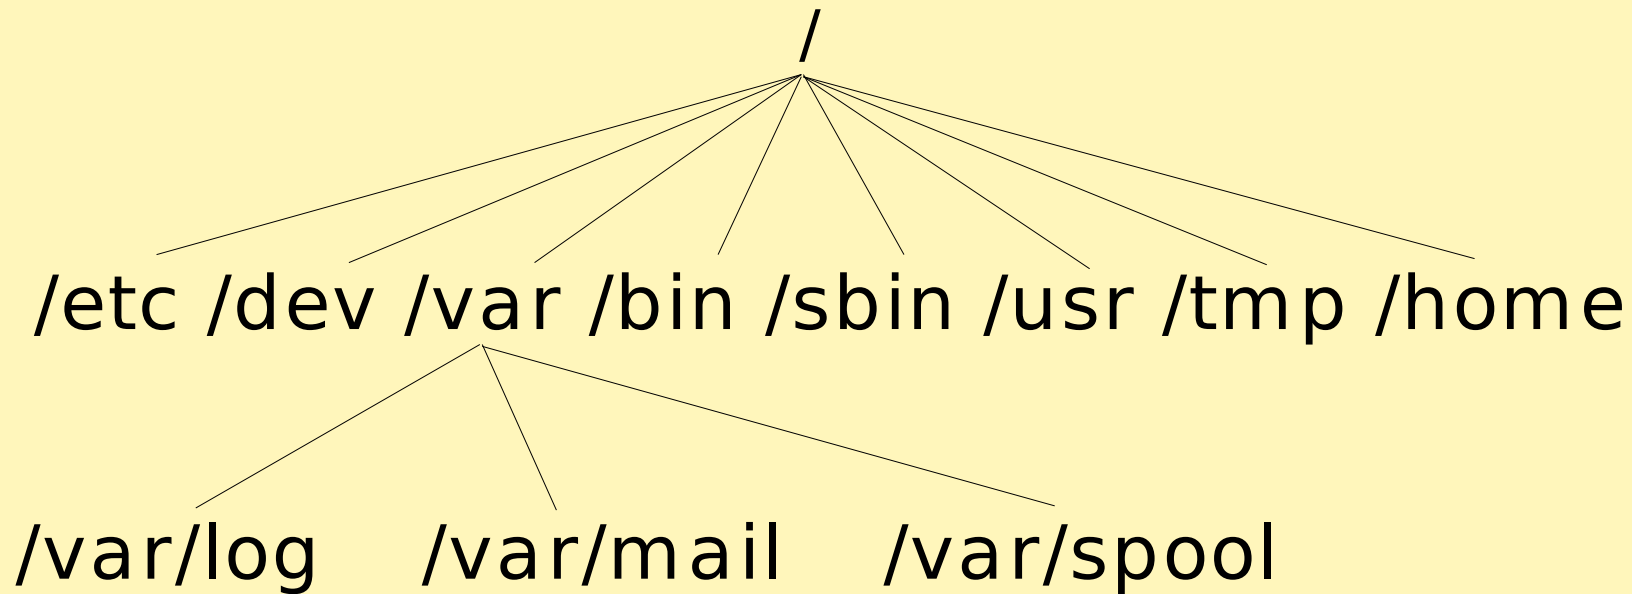 /
/etc /dev /var /bin /sbin /usr /tmp /home
/var/log /var/mail /var/spool